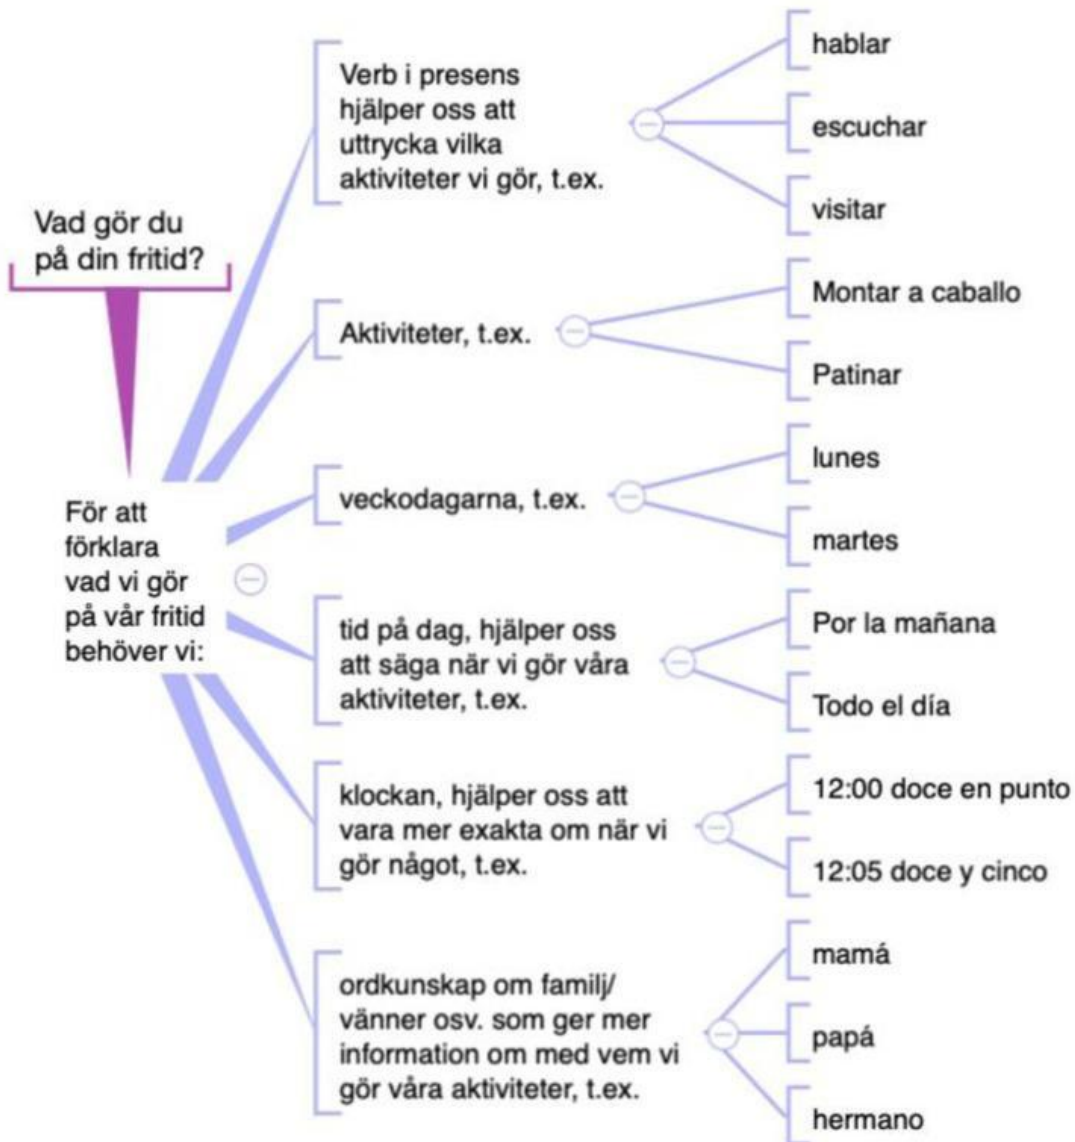 Vad gör du
på din fritid?
För att
förklara
vad vi gör
på vår fritid
behöver vi:
Verb i presens
hjälper oss att
uttrycka vilka
aktiviteter vi gör, t.ex.
hablar
escuchar
visitar
Aktiviteter, t.ex.
Montar a caballo
Patinar
veckodagarna, t.ex.
lunes
martes
tid på dag, hjälper oss
att säga när vi gör våra
aktiviteter, t.ex.
Por la mañana
Todo el día
klockan, hjälper oss att
vara mer exakta om när vi
gör något, t.ex.
12:00 doce en punto
12:05 doce y cinco
ordkunskap om familj/
vänner osv. som ger mer
information om med vem vi
gör våra aktiviteter, t.ex.
mamá
papá
hermano